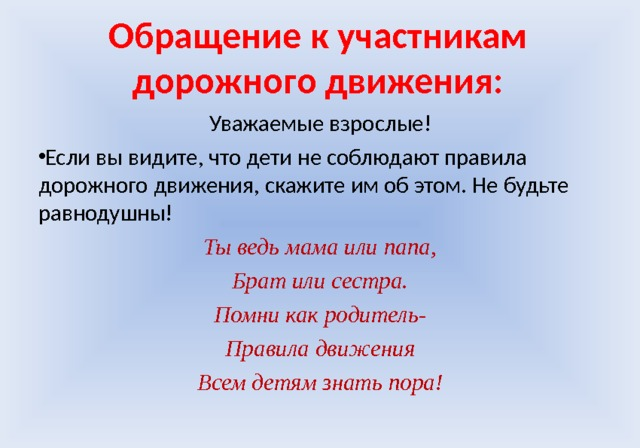 Обращение к участникам
дорожного движения:
Уважаемые взрослые!
•Если вы видите, что дети не соблюдают правила
дорожного движения, скажите им об этом. Не будьте
равнодушны!
Ты ведь мама или папа,
Брат или сестра.
Помни как родитель-
Правила движения
Всем детям знать пора!